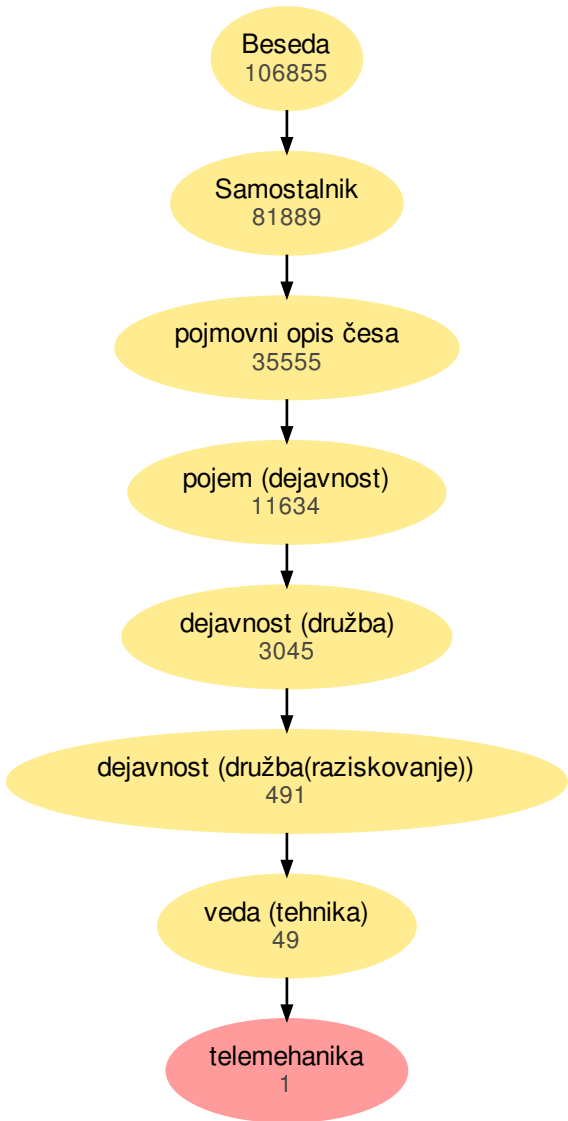 Beseda
106855
Samostalnik
81889
pojmovni opis česa
35555
pojem (dejavnost)
11634
dejavnost (družba)
3045
dejavnost (družba(raziskovanje))
491
veda (tehnika)
49
telemehanika
1